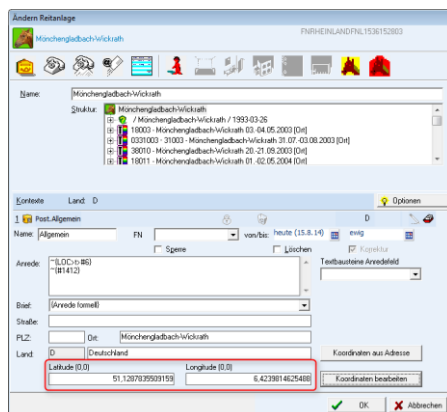 Ändern Reitanlage
Mönchengladbach-Wickrath
FNRHEINLANDFNL1536152803
Name: Mönchengladbach-Wickrath
Struktur: Mönchengladbach-Wickrath
/ Mönchengladbach-Wickrath / 1993-03-26
18003 - Mönchengladbach-Wickrath 03.-04.05.2003 [Ort]
0331003 - 31003 - Mönchengladbach-Wickrath 31.07.-03.08.2003 [Ort]
38010 - Mönchengladbach-Wickrath 20.-21.09.2003 [Ort]
18011 - Mönchengladbach-Wickrath 01.-02.05.2004 [Ort]
Kontexte Land: D Optionen
1 Post.Allgemein D
Name: Allgemein FN von/bis: heute (15.8.14) ewig
Sperre Löschen Korrektur
Anrede: ~(LOC>b #6) Textbausteine Anredefeld
~(#1412)
Brief: (Anrede formell)
Straße:
PLZ: Ort: Mönchengladbach-Wickrath
Land: D Deutschland Koordinaten aus Adresse
Latitude (0,0) Longitude (0,0)
51,1287835509159 6,4239814625488 Koordinaten bearbeiten
OK Abbrechen